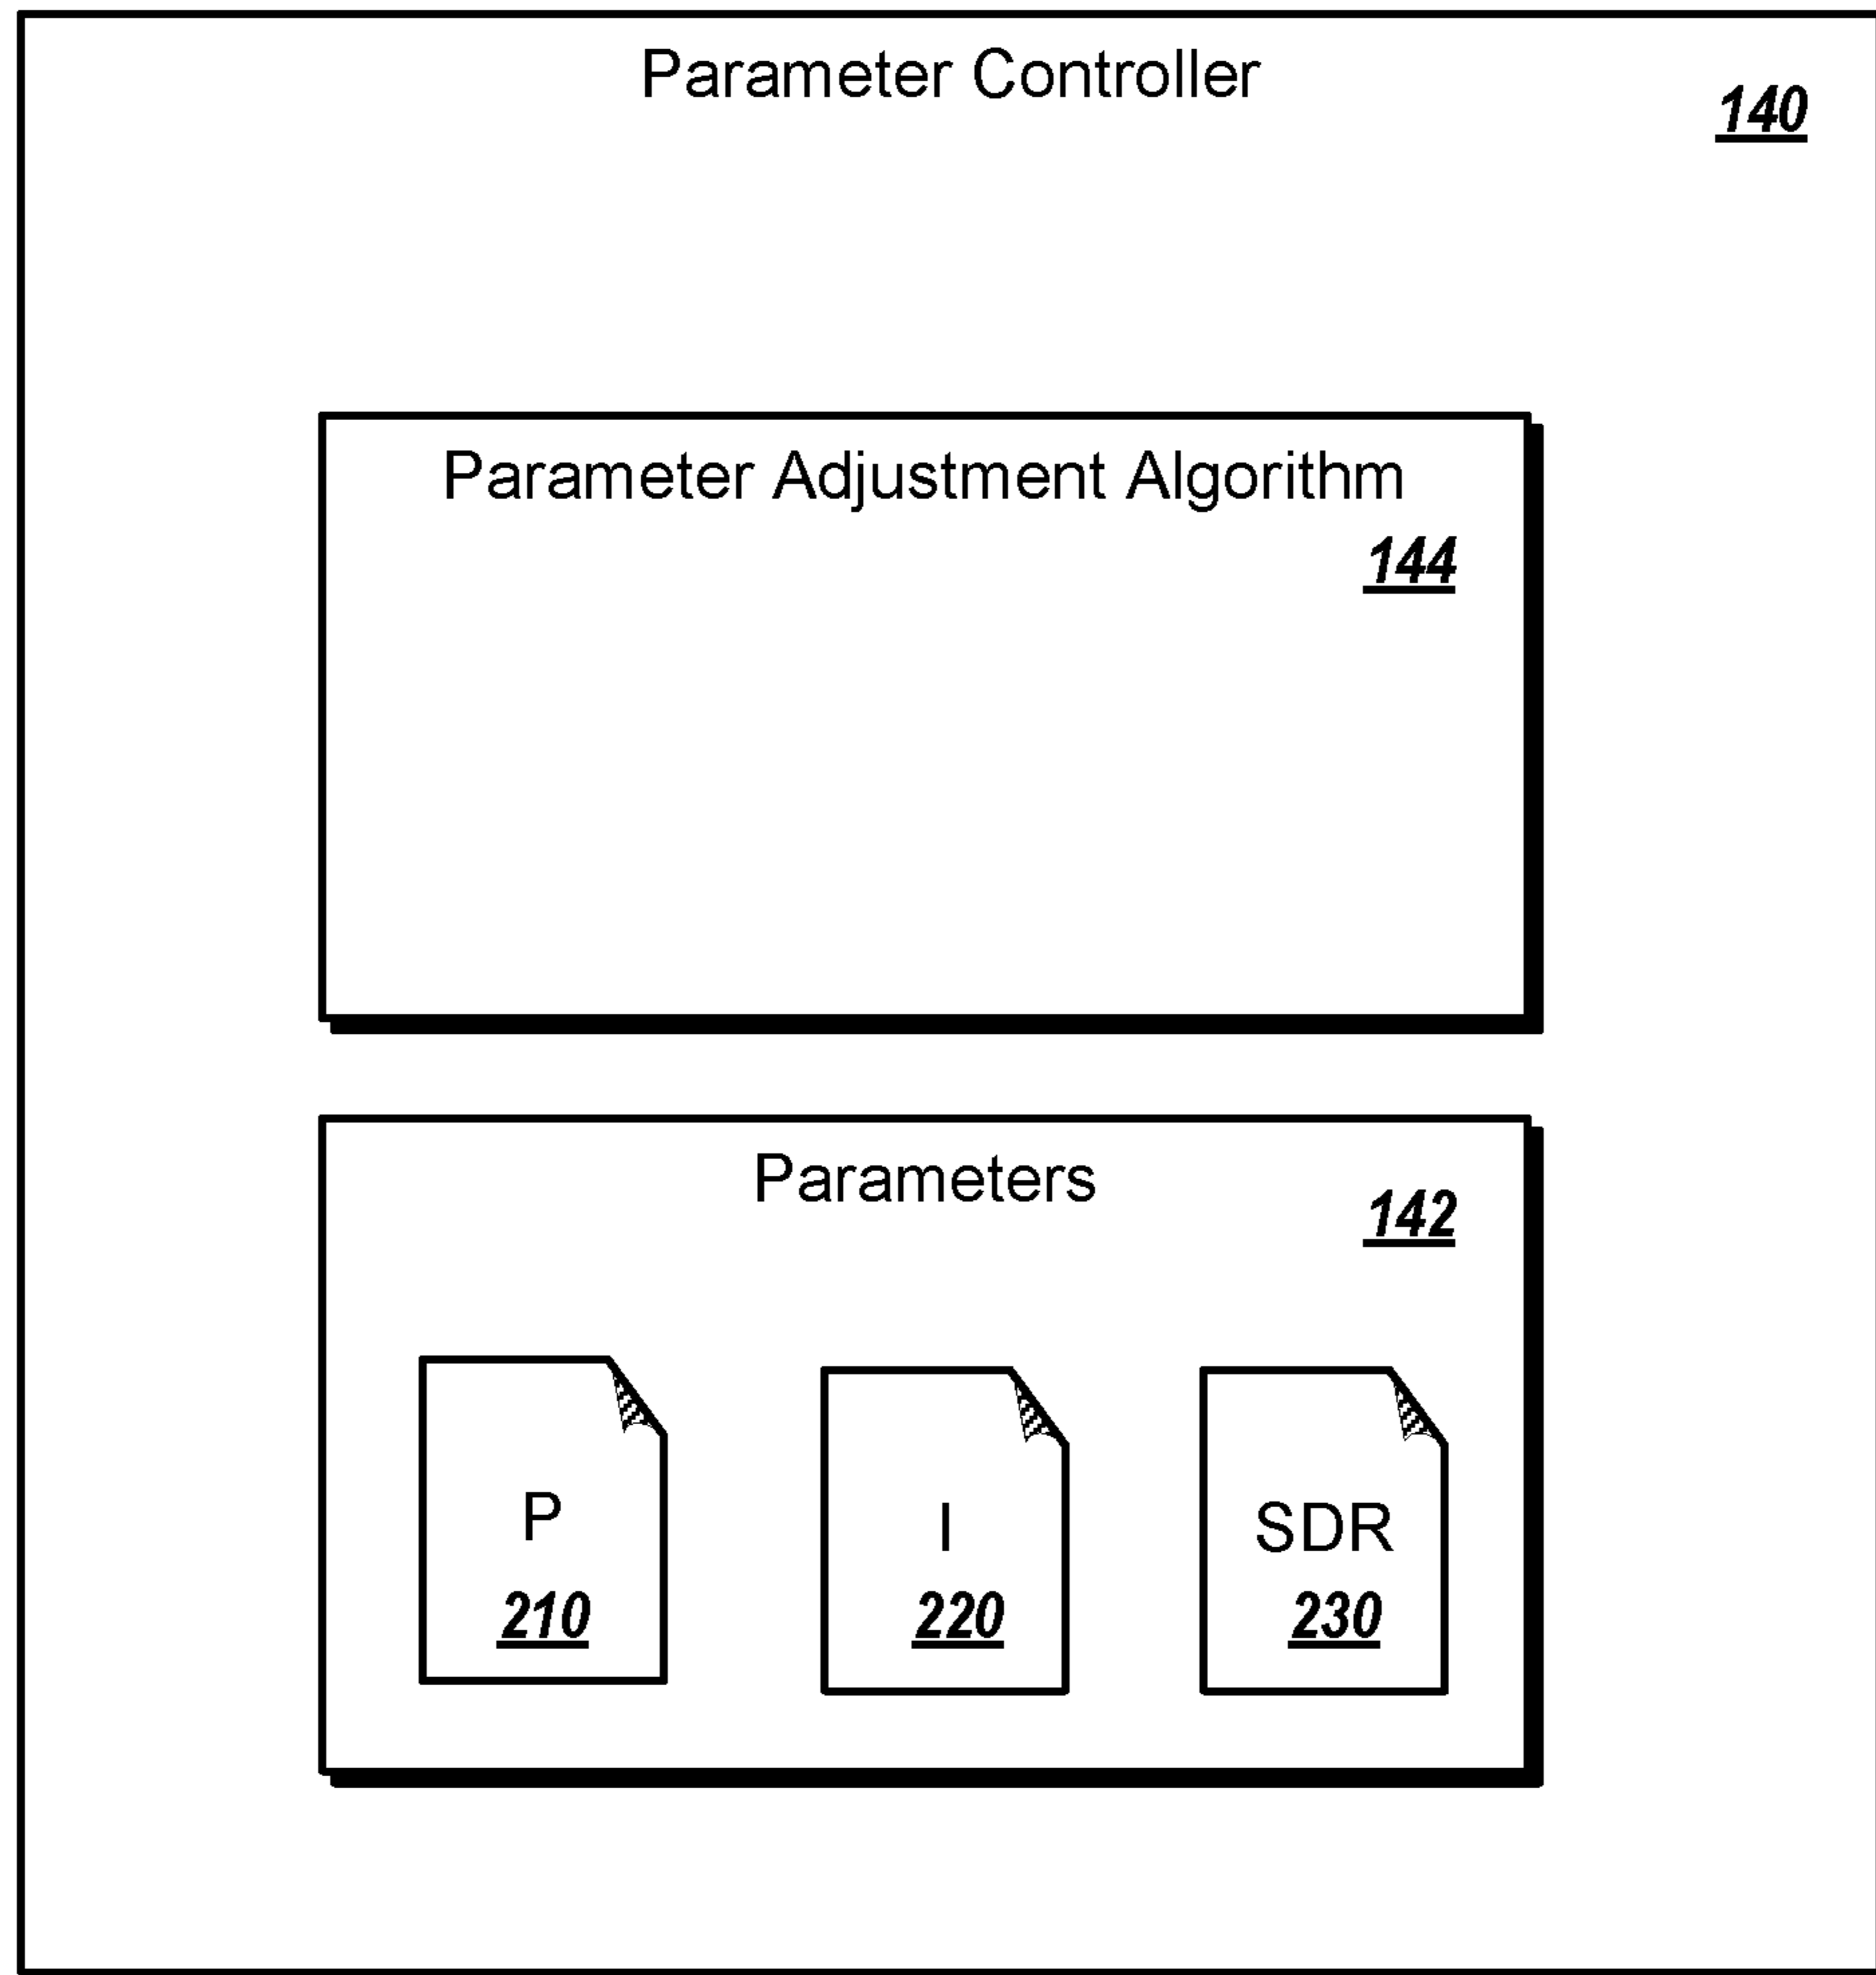 Parameter Controller
140
Parameter Adjustment Algorithm
144
Parameters
142
P
210
I
220
SDR
230